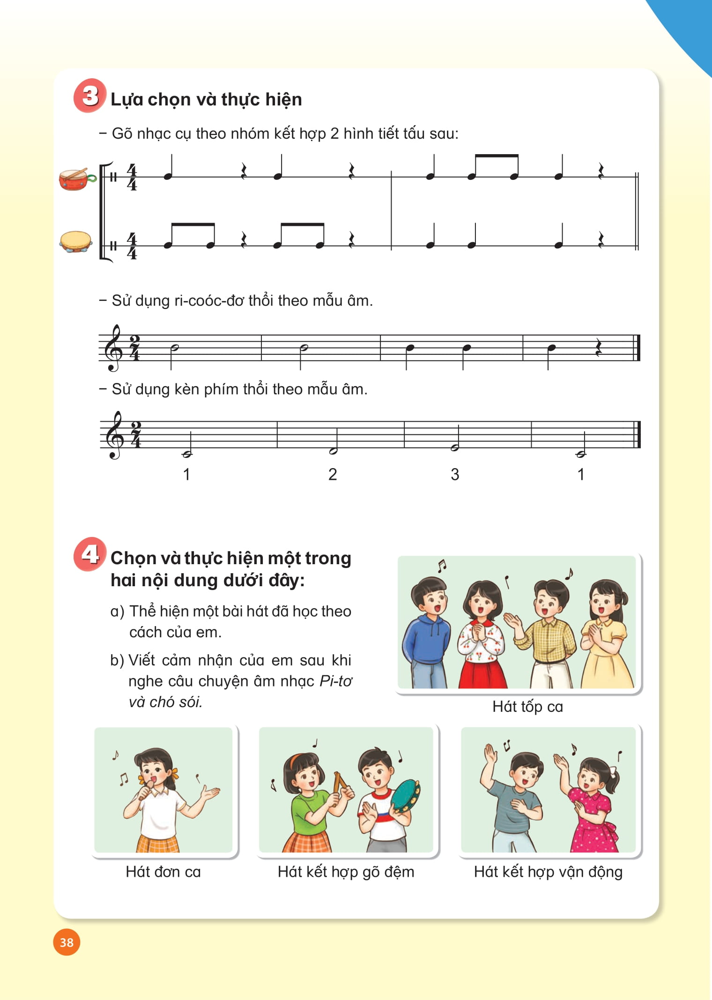 3 Lựa chọn và thực hiện
– Gõ nhạc cụ theo nhóm kết hợp 2 hình tiết tấu sau:
4
4
4
4
– Sử dụng ri-coóc-đơ thổi theo mẫu âm.
2
4
– Sử dụng kèn phím thổi theo mẫu âm.
2
4
1 2 3 1
4 Chọn và thực hiện một trong
hai nội dung dưới đây:
a) Thể hiện một bài hát đã học theo
cách của em.
b) Viết cảm nhận của em sau khi
nghe câu chuyện âm nhạc Pi-tơ
và chó sói.
Hát tốp ca
Hát đơn ca
Hát kết hợp gõ đệm
Hát kết hợp vận động
38